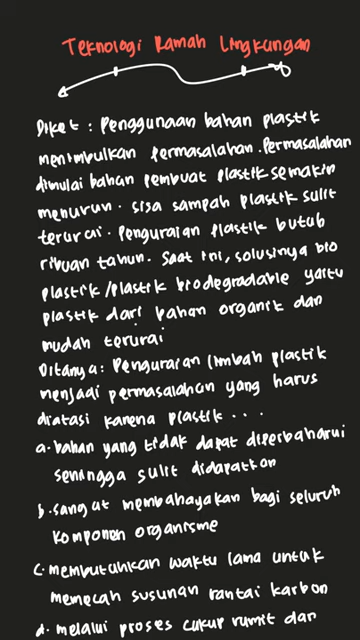 Teknologi Ramah Lingkungan
Diket : Penggunaan bahan plastik
menimbulkan permasalahan. Permasalahan
dimulai bahan pembuat plastik semakin
menurun. sisa sampah plastik sulit
terurai. Penguraian plastik butuh
ribuan tahun. Saat ini, solusinya bio
plastik/plastik biodegradable yaitu
plastik dari bahan organik dan
mudah terurai
Ditanya : Penguraian limbah plastik
menjadi permasalahan yang harus
diatasi karena plastik ...
a. bahan yang tidak dapat diperbaharui
sehingga sulit didapatkan
b. sangat membahayakan bagi seluruh
komponen organisme
c. membutuhkan waktu lama untuk
memecah susunan rantai karbon
d. melalui proses cukup rumit dan